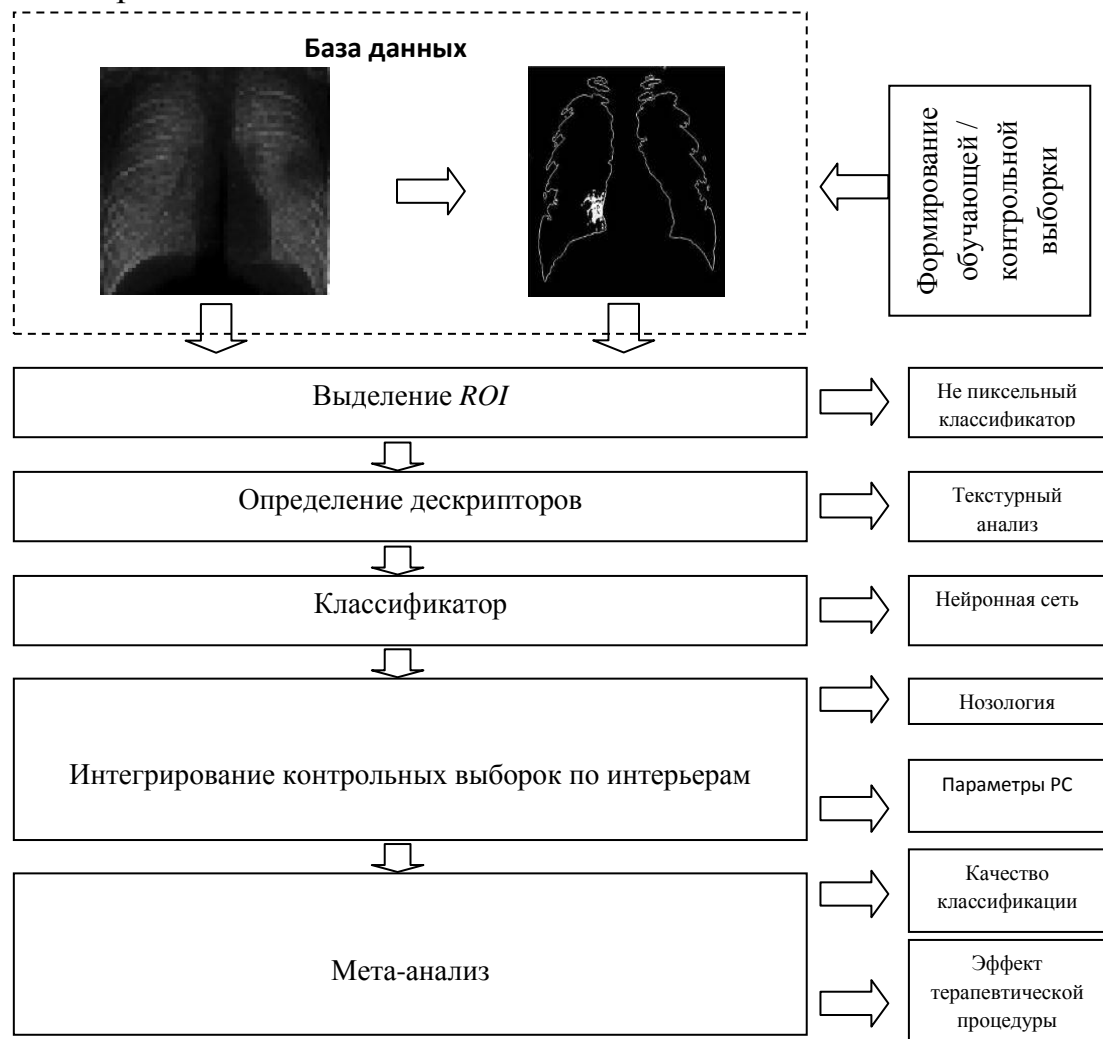 База данных
Формирование
обучающей /
контрольной
выборки
Выделение ROI
Не пиксельный
классификатор
Определение дескрипторов
Текстурный
анализ
Классификатор
Нейронная сеть
Нозология
Интегрирование контрольных выборок по интерьерам
Параметры РС
Качество
классификации
Мета-анализ
Эффект
терапевтической
процедуры